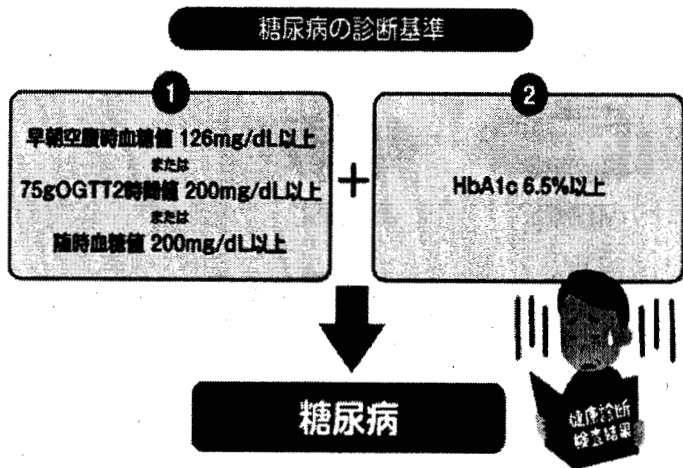 糖尿病の診断基準
1
早朝空腹時血糖値 126mg/dL以上
または
75gOGTT2時間値 200mg/dL以上
または
随時血糖値 200mg/dL以上
+
2
HbA1c 6.5%以上
糖尿病
健康診断
検査結果